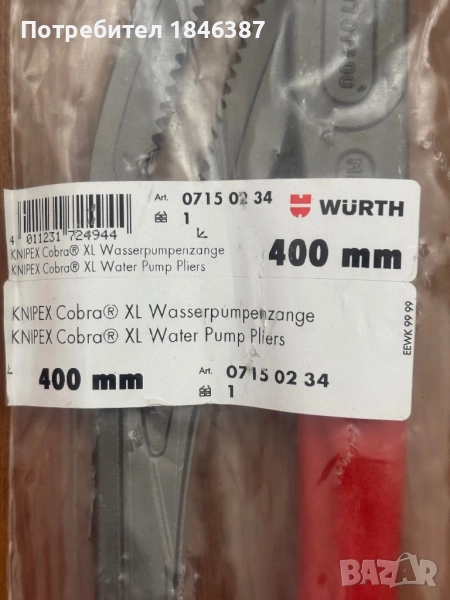 Потребител 1846387
Art. 0715 02 34
1
WÜRTH
4 011231 724944
KNIPEX Cobra® XL Wasserpumpenzange
KNIPEX Cobra® XL Water Pump Pliers
400 mm
KNIPEX Cobra® XL Wasserpumpenzange
KNIPEX Cobra® XL Water Pump Pliers
400 mm
Art. 0715 02 34
1
EEWK 99 99
BAZAR